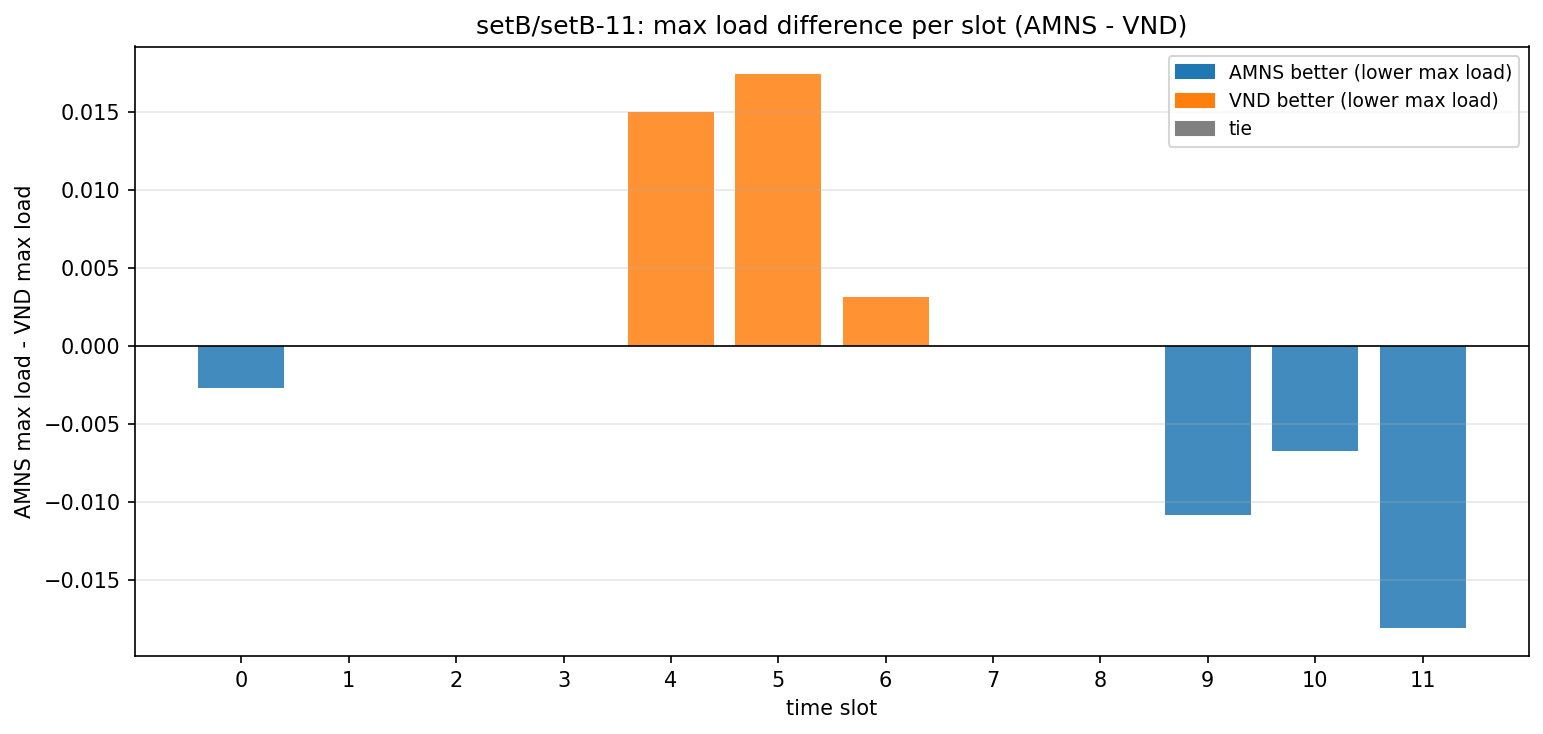 setB/setB-11: max load difference per slot (AMNS - VND)
AMNS better (lower max load)
VND better (lower max load)
tie
AMNS max load - VND max load
0.015
0.010
0.005
0.000
−0.005
−0.010
−0.015
0 1 2 3 4 5 6 7 8 9 10 11
time slot